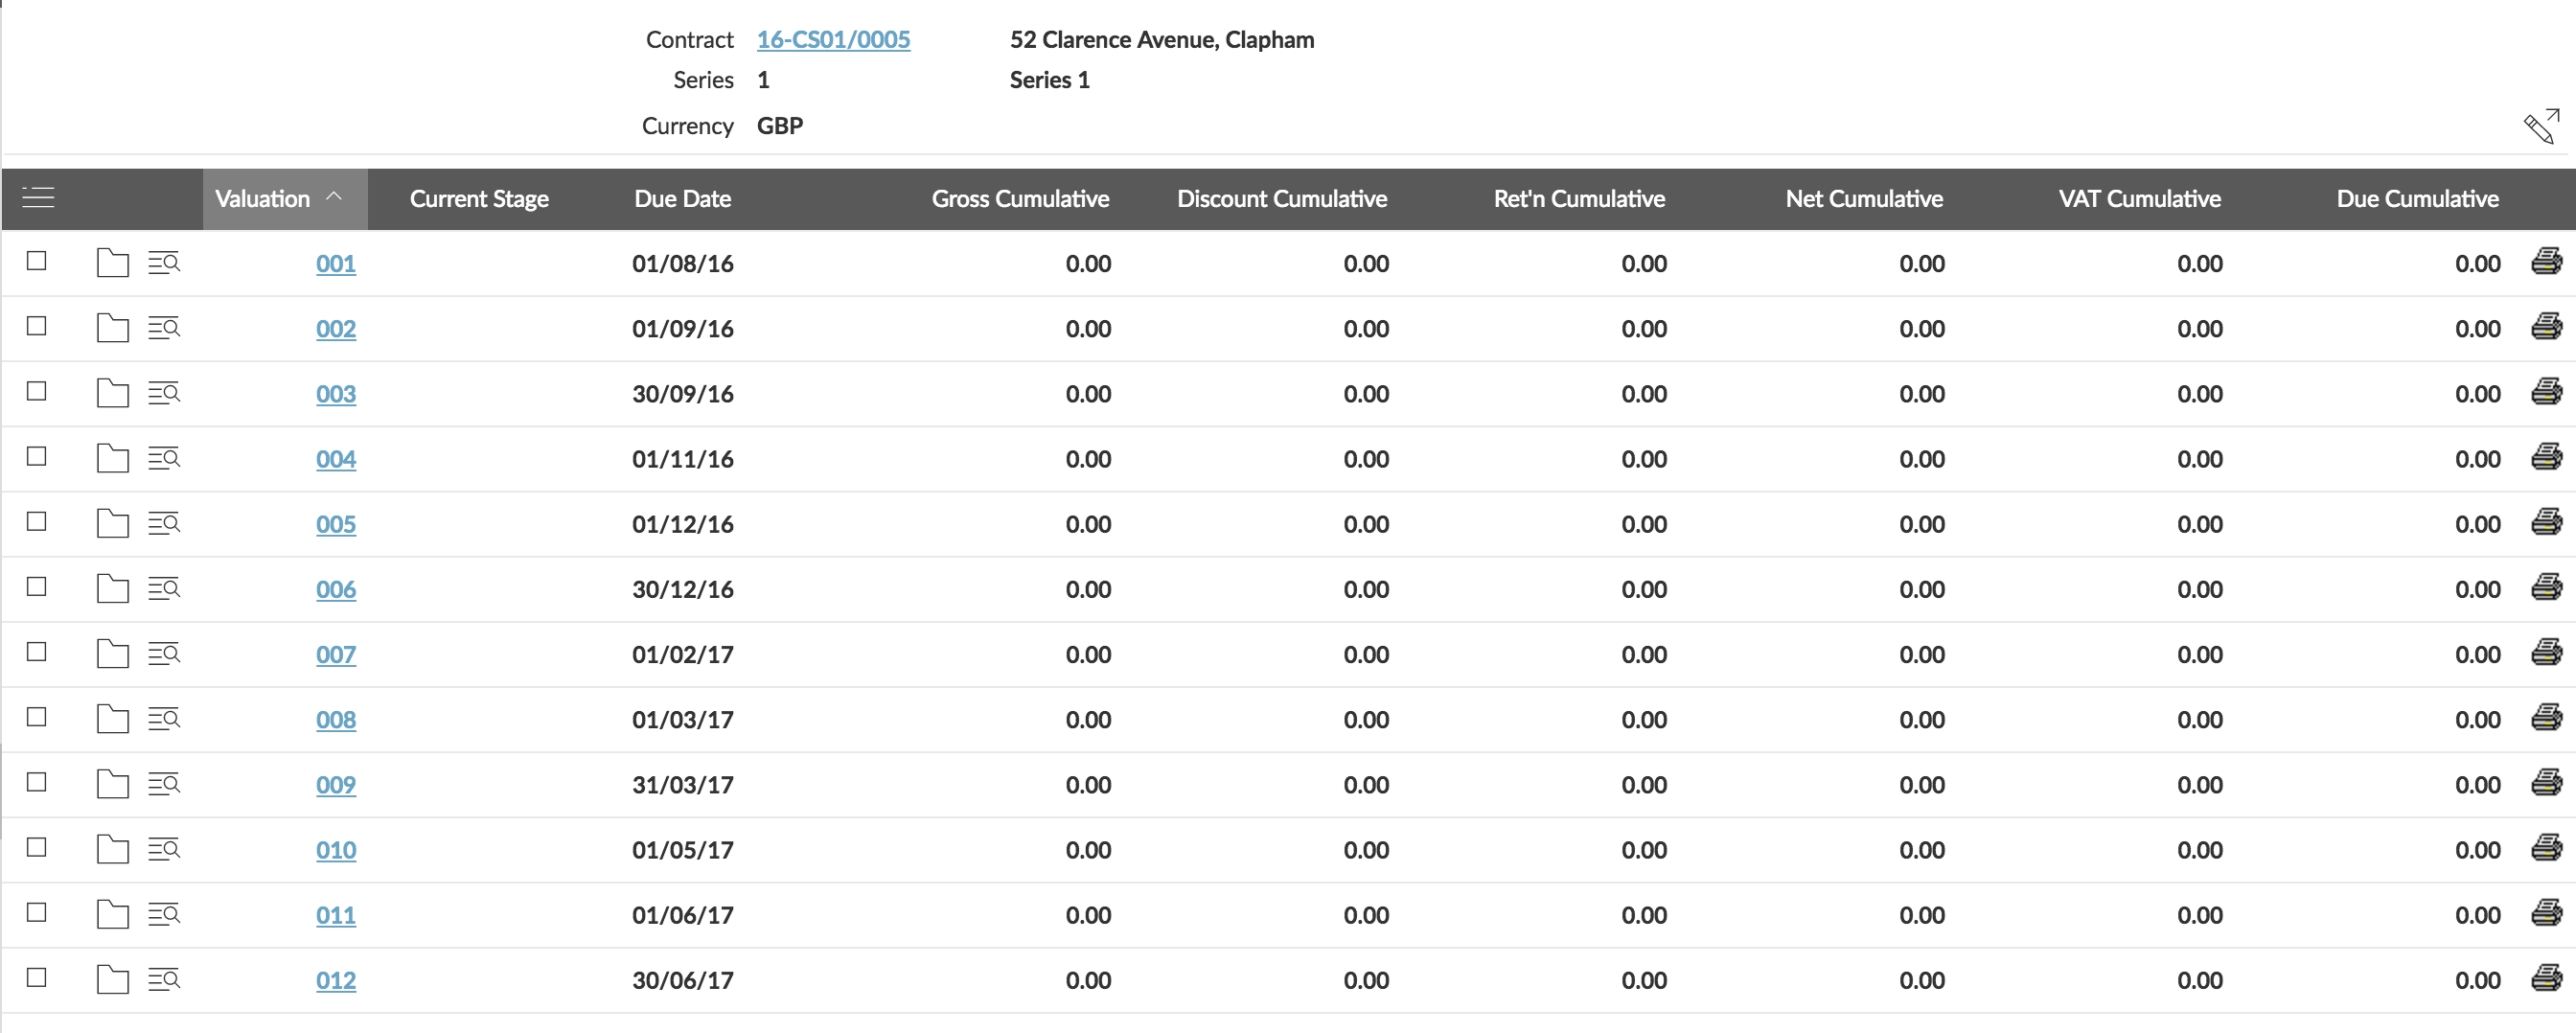 Contract 16-CS01/0005 52 Clarence Avenue, Clapham
Series 1 Series 1
Currency GBP
Valuation Current Stage Due Date Gross Cumulative Discount Cumulative Ret'n Cumulative Net Cumulative VAT Cumulative Due Cumulative
001 01/08/16 0.00 0.00 0.00 0.00 0.00 0.00
002 01/09/16 0.00 0.00 0.00 0.00 0.00 0.00
003 30/09/16 0.00 0.00 0.00 0.00 0.00 0.00
004 01/11/16 0.00 0.00 0.00 0.00 0.00 0.00
005 01/12/16 0.00 0.00 0.00 0.00 0.00 0.00
006 30/12/16 0.00 0.00 0.00 0.00 0.00 0.00
007 01/02/17 0.00 0.00 0.00 0.00 0.00 0.00
008 01/03/17 0.00 0.00 0.00 0.00 0.00 0.00
009 31/03/17 0.00 0.00 0.00 0.00 0.00 0.00
010 01/05/17 0.00 0.00 0.00 0.00 0.00 0.00
011 01/06/17 0.00 0.00 0.00 0.00 0.00 0.00
012 30/06/17 0.00 0.00 0.00 0.00 0.00 0.00